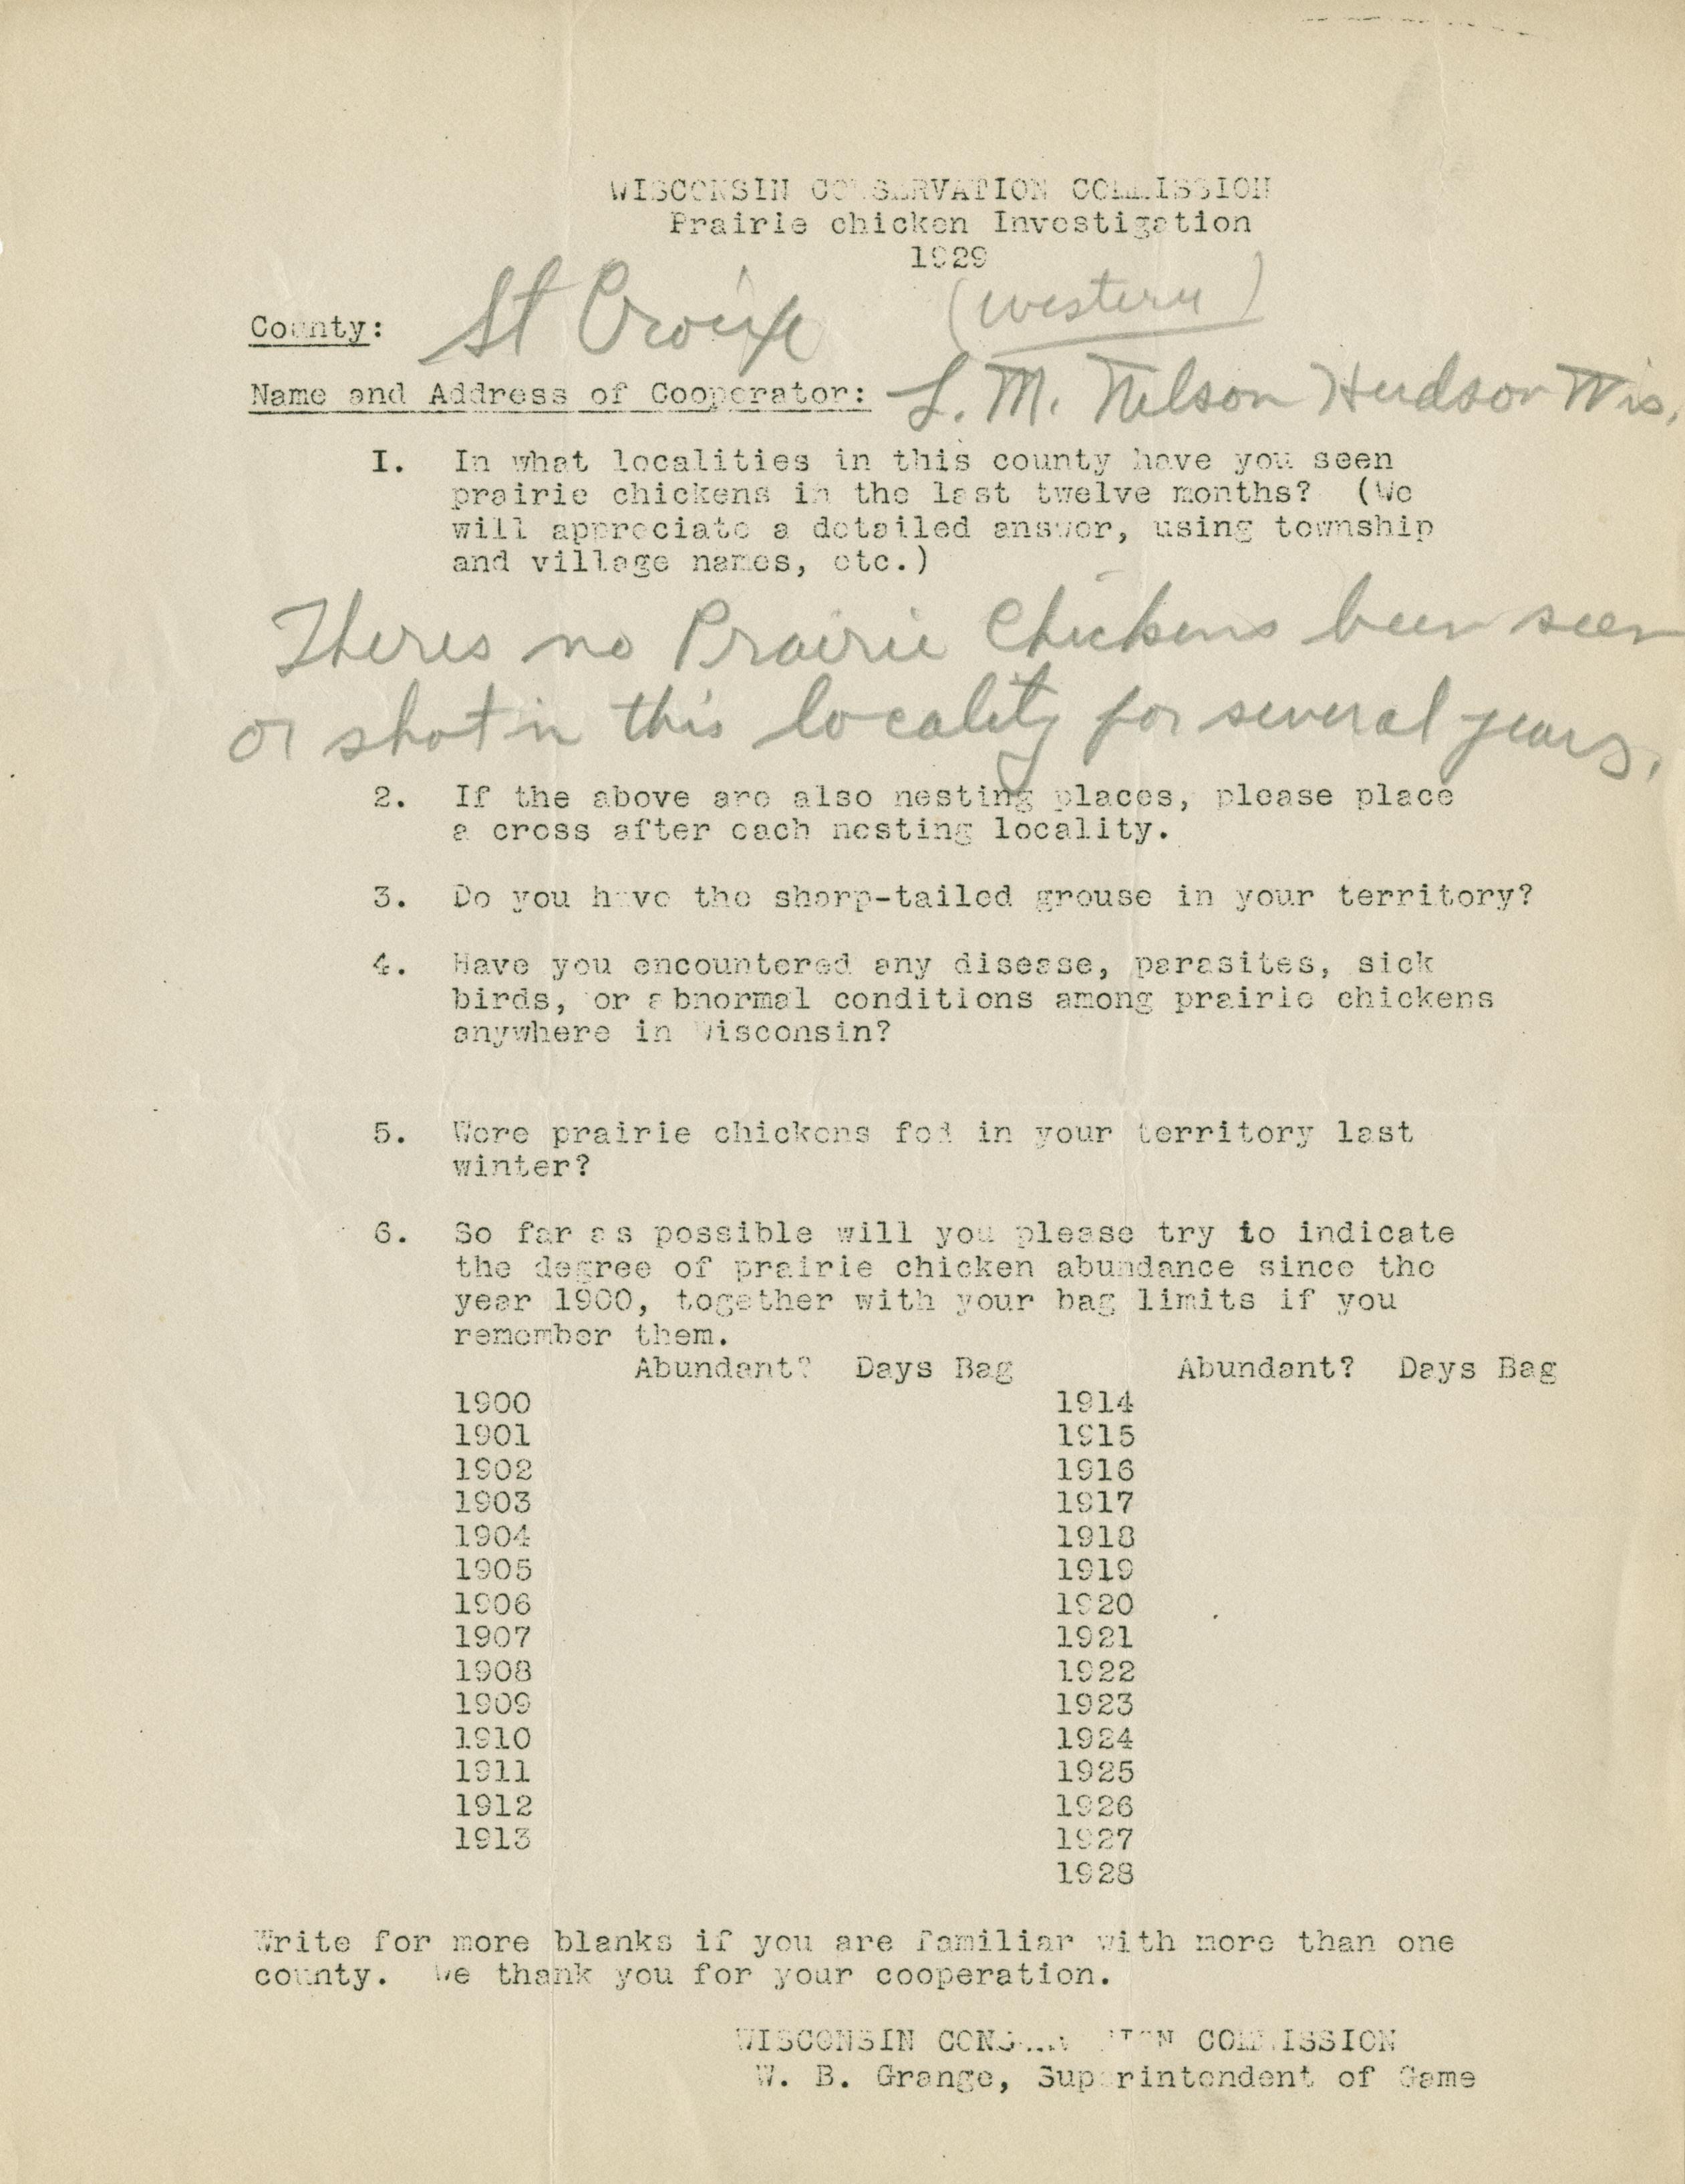 WISCONSIN CONSERVATION COMMISSION
Prairie chicken Investigation
1929
County: St Croix (western)
Name and Address of Cooperator: L. M. Nelson Hudson Wis.
I. In what localities in this county have you seen
prairie chickens in the last twelve months? (We
will appreciate a detailed answer, using township
and village names, etc.)
Theres no Prairie Chickens been seen
or shot in this locality for several years.
2. If the above are also nesting places, please place
a cross after each nesting locality.
3. Do you have the sharp-tailed grouse in your territory?
4. Have you encountered any disease, parasites, sick
birds, or abnormal conditions among prairie chickens
anywhere in Wisconsin?
5. Were prairie chickens fed in your territory last
winter?
6. So far as possible will you please try to indicate
the degree of prairie chicken abundance since the
year 1900, together with your bag limits if you
remember them.
Abundant? Days Bag Abundant? Days Bag
1900 1914
1901 1915
1902 1916
1903 1917
1904 1918
1905 1919
1906 1920
1907 1921
1908 1922
1909 1923
1910 1924
1911 1925
1912 1926
1913 1927
1928
Write for more blanks if you are familiar with more than one
county. We thank you for your cooperation.
WISCONSIN CONSERVATION COMMISSION
W. B. Grange, Superintendent of Game